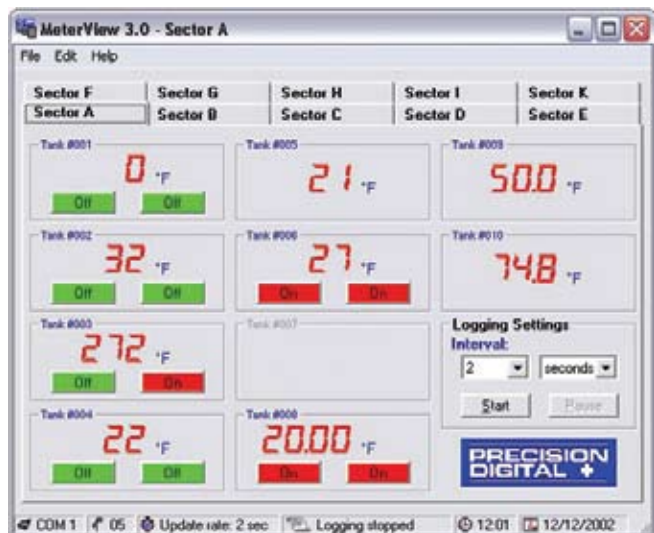 MeterView 3.0 - Sector A
File Edit Help
Sector F Sector G Sector H Sector I Sector K
Sector A Sector B Sector C Sector D Sector E
Tank #001
0 °F
Off Off
Tank #002
32 °F
Off Off
Tank #003
272 °F
Off On
Tank #004
22 °F
Off Off
Tank #005
21 °F
Tank #006
27 °F
On On
Tank #007
Tank #008
20.00 °F
On On
Tank #009
50.0 °F
Tank #010
74.8 °F
Logging Settings
Interval:
2 seconds
Start Pause
PRECISION
DIGITAL +
COM 1 05 Update rate: 2 sec Logging stopped 12:01 12/12/2002